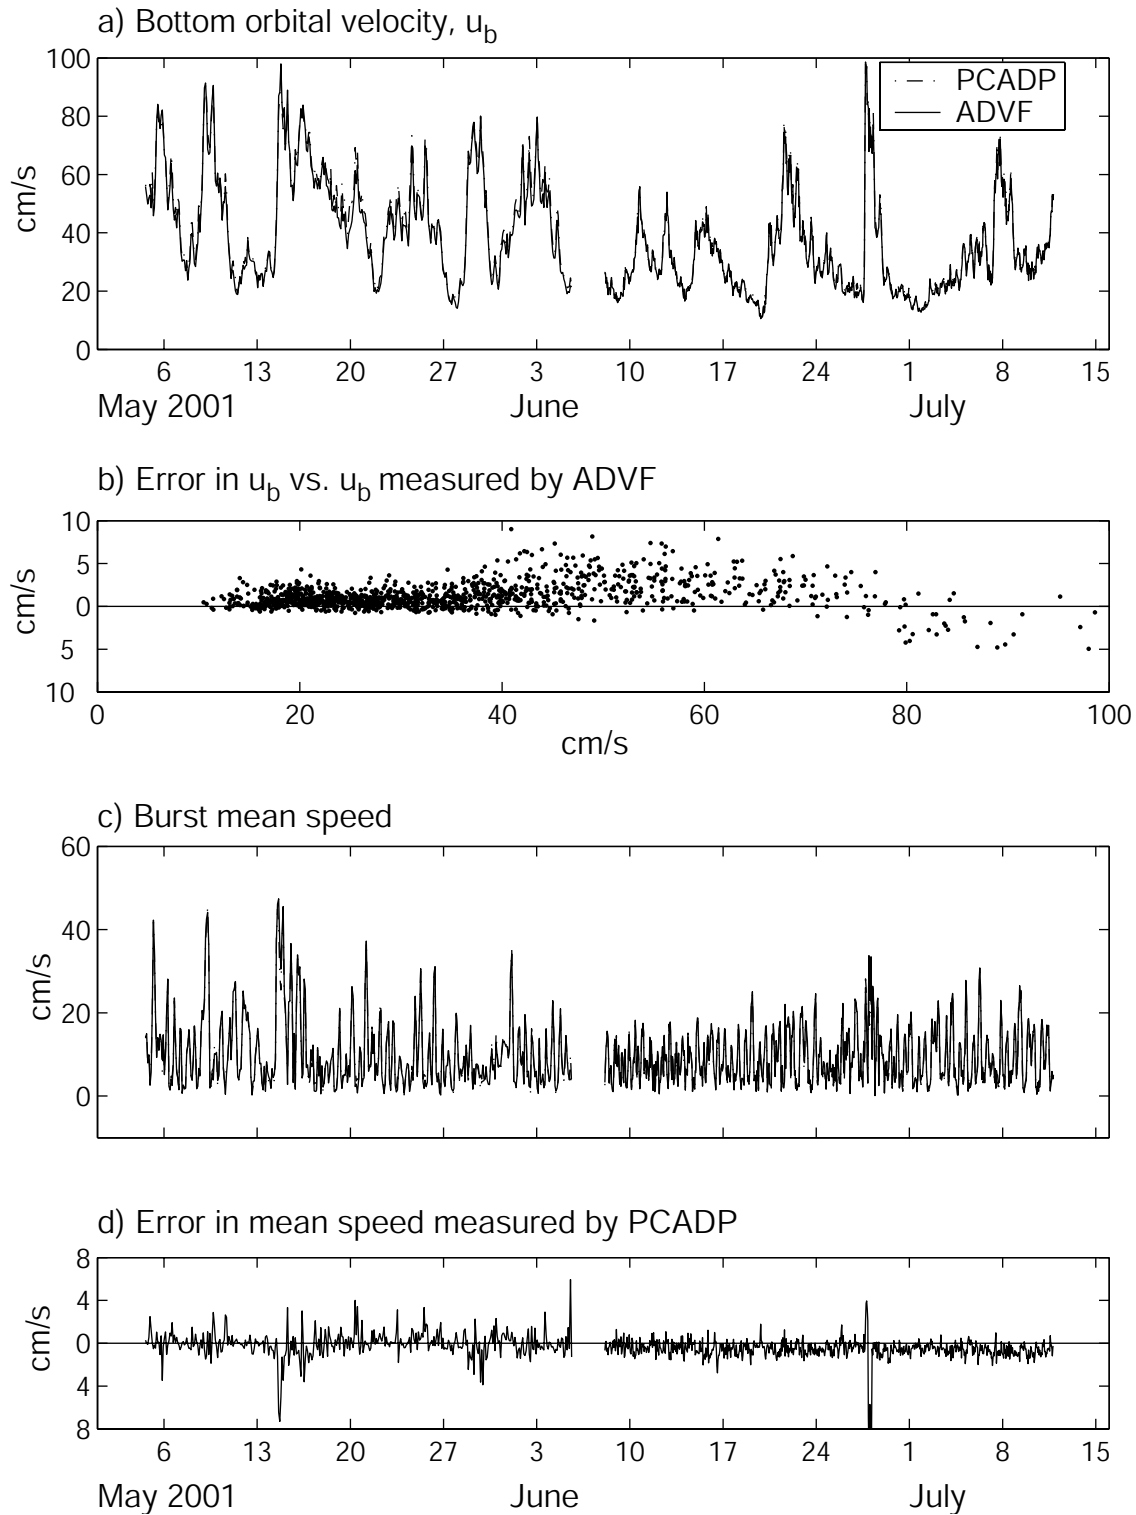 a) Bottom orbital velocity, u_b
100
80
60
40
20
0
cm/s
PCADP
ADVF
6 13 20 27 3 10 17 24 1 8 15
May 2001 June July
b) Error in u_b vs. u_b measured by ADVF
10
5
0
5
10
cm/s
0 20 40 60 80 100
cm/s
c) Burst mean speed
60
40
20
0
cm/s
d) Error in mean speed measured by PCADP
8
4
0
4
8
cm/s
6 13 20 27 3 10 17 24 1 8 15
May 2001 June July